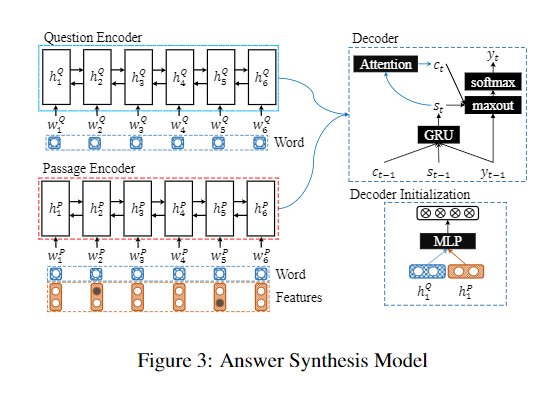 Question Encoder
h_1^Q h_2^Q h_3^Q h_4^Q h_5^Q h_6^Q
w_1^Q w_2^Q w_3^Q w_4^Q w_5^Q w_6^Q
Word
Passage Encoder
h_1^P h_2^P h_3^P h_4^P h_5^P h_6^P
w_1^P w_2^P w_3^P w_4^P w_5^P w_6^P
Word
Features
Decoder
y_t
Attention c_t
softmax
s_t maxout
GRU
c_{t-1} s_{t-1} y_{t-1}
Decoder Initialization
MLP
h_1^Q h_1^P
Figure 3: Answer Synthesis Model